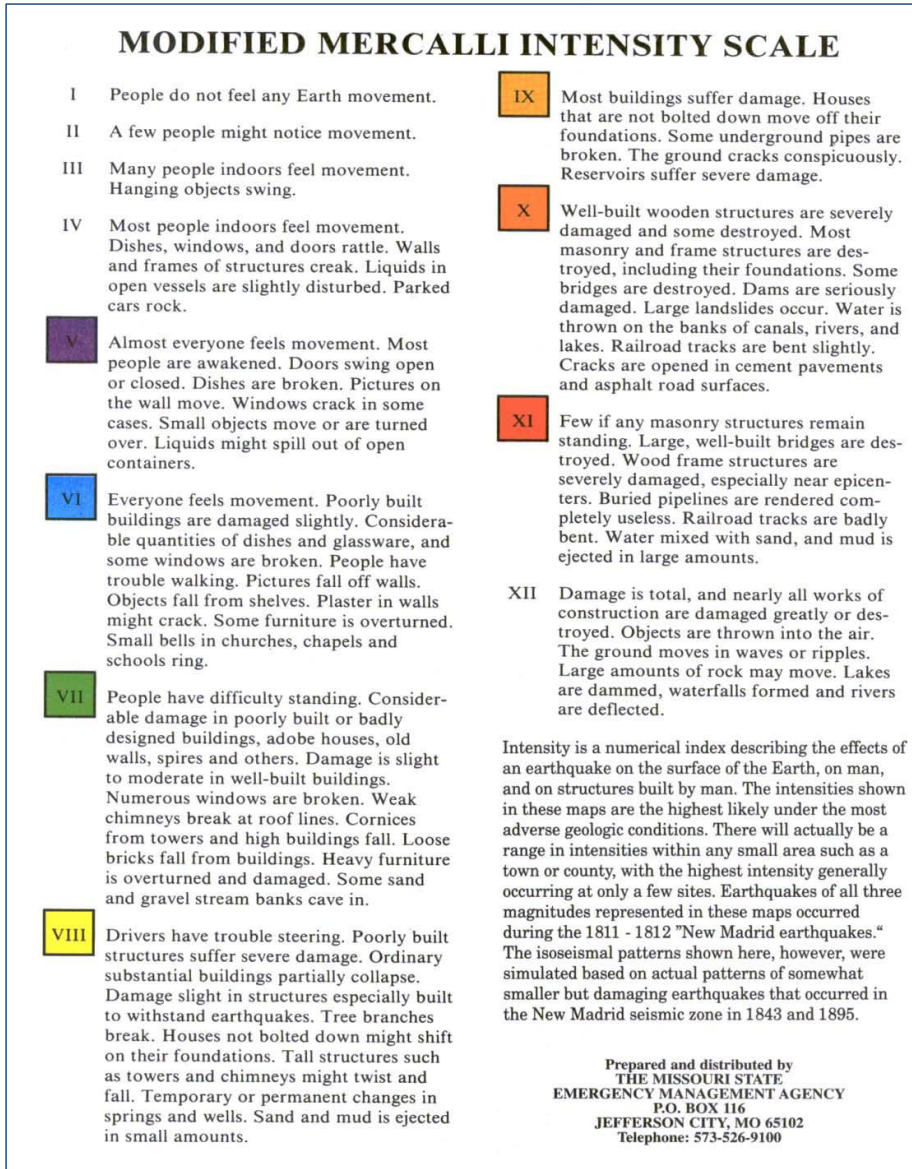 MODIFIED MERCALLI INTENSITY SCALE
I People do not feel any Earth movement.
II A few people might notice movement.
III Many people indoors feel movement.
Hanging objects swing.
IV Most people indoors feel movement.
Dishes, windows, and doors rattle. Walls
and frames of structures creak. Liquids in
open vessels are slightly disturbed. Parked
cars rock.
V Almost everyone feels movement. Most
people are awakened. Doors swing open
or closed. Dishes are broken. Pictures on
the wall move. Windows crack in some
cases. Small objects move or are turned
over. Liquids might spill out of open
containers.
VI Everyone feels movement. Poorly built
buildings are damaged slightly. Considera-
ble quantities of dishes and glassware, and
some windows are broken. People have
trouble walking. Pictures fall off walls.
Objects fall from shelves. Plaster in walls
might crack. Some furniture is overturned.
Small bells in churches, chapels and
schools ring.
VII People have difficulty standing. Consider-
able damage in poorly built or badly
designed buildings, adobe houses, old
walls, spires and others. Damage is slight
to moderate in well-built buildings.
Numerous windows are broken. Weak
chimneys break at roof lines. Cornices
from towers and high buildings fall. Loose
bricks fall from buildings. Heavy furniture
is overturned and damaged. Some sand
and gravel stream banks cave in.
VIII Drivers have trouble steering. Poorly built
structures suffer severe damage. Ordinary
substantial buildings partially collapse.
Damage slight in structures especially built
to withstand earthquakes. Tree branches
break. Houses not bolted down might shift
on their foundations. Tall structures such
as towers and chimneys might twist and
fall. Temporary or permanent changes in
springs and wells. Sand and mud is ejected
in small amounts.
IX Most buildings suffer damage. Houses
that are not bolted down move off their
foundations. Some underground pipes are
broken. The ground cracks conspicuously.
Reservoirs suffer severe damage.
X Well-built wooden structures are severely
damaged and some destroyed. Most
masonry and frame structures are des-
troyed, including their foundations. Some
bridges are destroyed. Dams are seriously
damaged. Large landslides occur. Water is
thrown on the banks of canals, rivers, and
lakes. Railroad tracks are bent slightly.
Cracks are opened in cement pavements
and asphalt road surfaces.
XI Few if any masonry structures remain
standing. Large, well-built bridges are des-
troyed. Wood frame structures are
severely damaged, especially near epicen-
ters. Buried pipelines are rendered com-
pletely useless. Railroad tracks are badly
bent. Water mixed with sand, and mud is
ejected in large amounts.
XII Damage is total, and nearly all works of
construction are damaged greatly or des-
troyed. Objects are thrown into the air.
The ground moves in waves or ripples.
Large amounts of rock may move. Lakes
are dammed, waterfalls formed and rivers
are deflected.
Intensity is a numerical index describing the effects of
an earthquake on the surface of the Earth, on man,
and on structures built by man. The intensities shown
in these maps are the highest likely under the most
adverse geologic conditions. There will actually be a
range in intensities within any small area such as a
town or county, with the highest intensity generally
occurring at only a few sites. Earthquakes of all three
magnitudes represented in these maps occurred
during the 1811 - 1812 "New Madrid earthquakes."
The isoseismal patterns shown here, however, were
simulated based on actual patterns of somewhat
smaller but damaging earthquakes that occurred in
the New Madrid seismic zone in 1843 and 1895.
Prepared and distributed by
THE MISSOURI STATE
EMERGENCY MANAGEMENT AGENCY
P.O. BOX 116
JEFFERSON CITY, MO 65102
Telephone: 573-526-9100